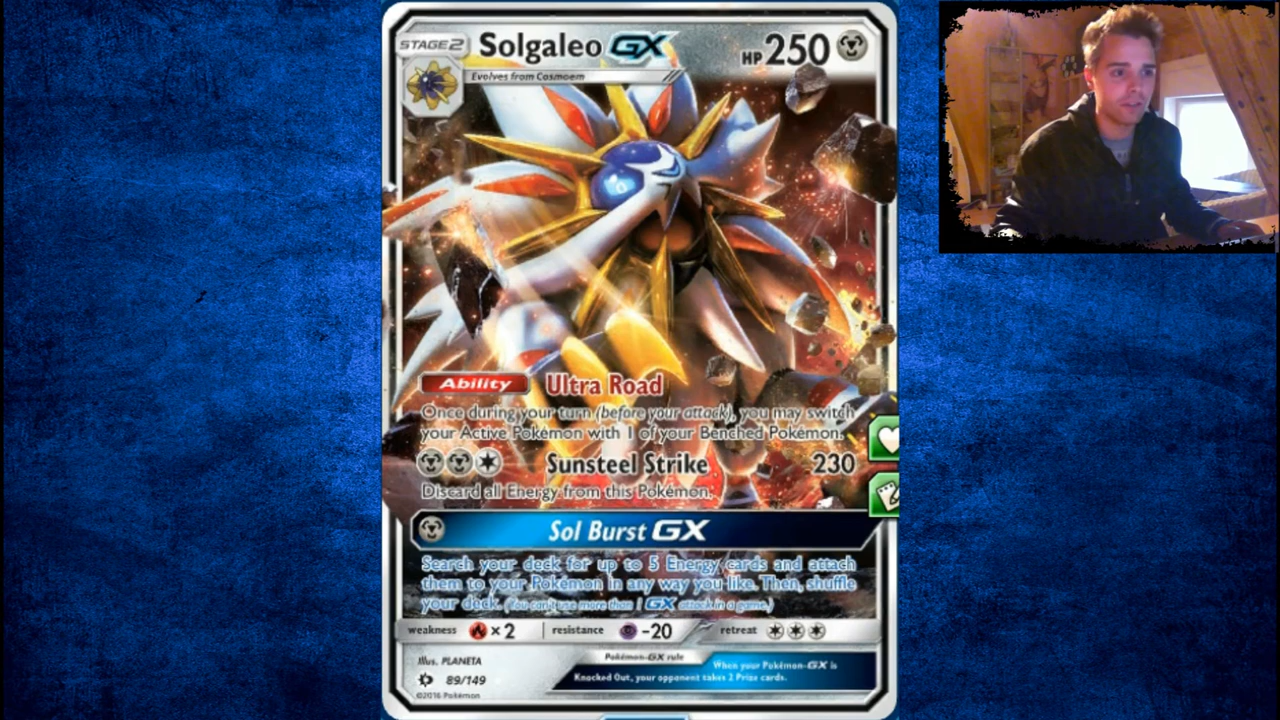 STAGE2 Solgaleo GX HP 250
Evolves from Cosmoem
Ability Ultra Road
Once during your turn (before your attack), you may switch
your Active Pokémon with 1 of your Benched Pokémon.
Sunsteel Strike 230
Discard all Energy from this Pokémon.
Sol Burst GX
Search your deck for up to 5 Energy cards and attach
them to your Pokémon in any way you like. Then, shuffle
your deck. (You can't use more than 1 GX attack in a game.)
weakness ×2 resistance -20 retreat
Illus. PLANETA
Pokémon-GX rule
When your Pokémon-GX is
Knocked Out, your opponent takes 2 Prize cards.
89/149
©2016 Pokémon